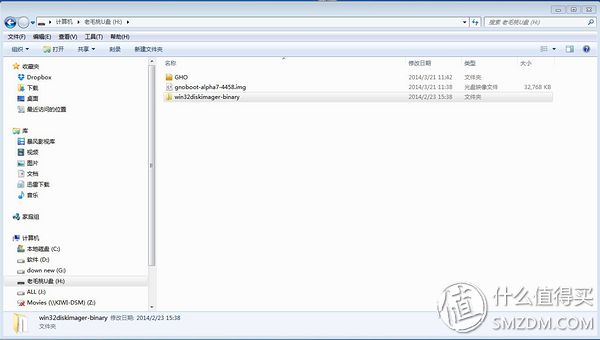 计算机 ▸ 老毛桃U盘 (H:)
搜索 老毛桃U盘 (H:)
文件(F) 编辑(E) 查看(V) 工具(T) 帮助(H)
组织 打开 共享 刻录 新建文件夹
名称 修改日期 类型 大小
GHO 2014/3/21 11:42 文件夹
gnoboot-alpha7-4458.img 2014/3/21 11:38 光盘映像文件 32,768 KB
win32diskimager-binary 2014/2/23 15:38 文件夹
收藏夹
Dropbox
下载
桌面
最近访问的位置
库
暴风影视库
视频
图片
文档
迅雷下载
音乐
家庭组
计算机
本地磁盘 (C:)
软件 (D:)
down new (G:)
老毛桃U盘 (H:)
ALL (J:)
Movies (\\KIWI-DSM) (Z:)
win32diskimager-binary 修改日期: 2014/2/23 15:38
文件夹
值 什么值得买
SMZDM.COM